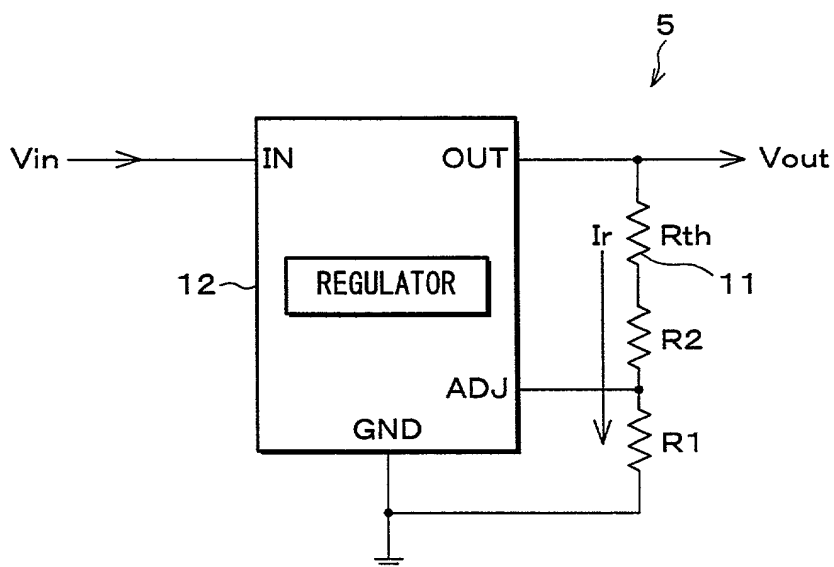 5
Vin
IN
OUT
Vout
Ir
Rth
11
12
REGULATOR
R2
ADJ
GND
R1